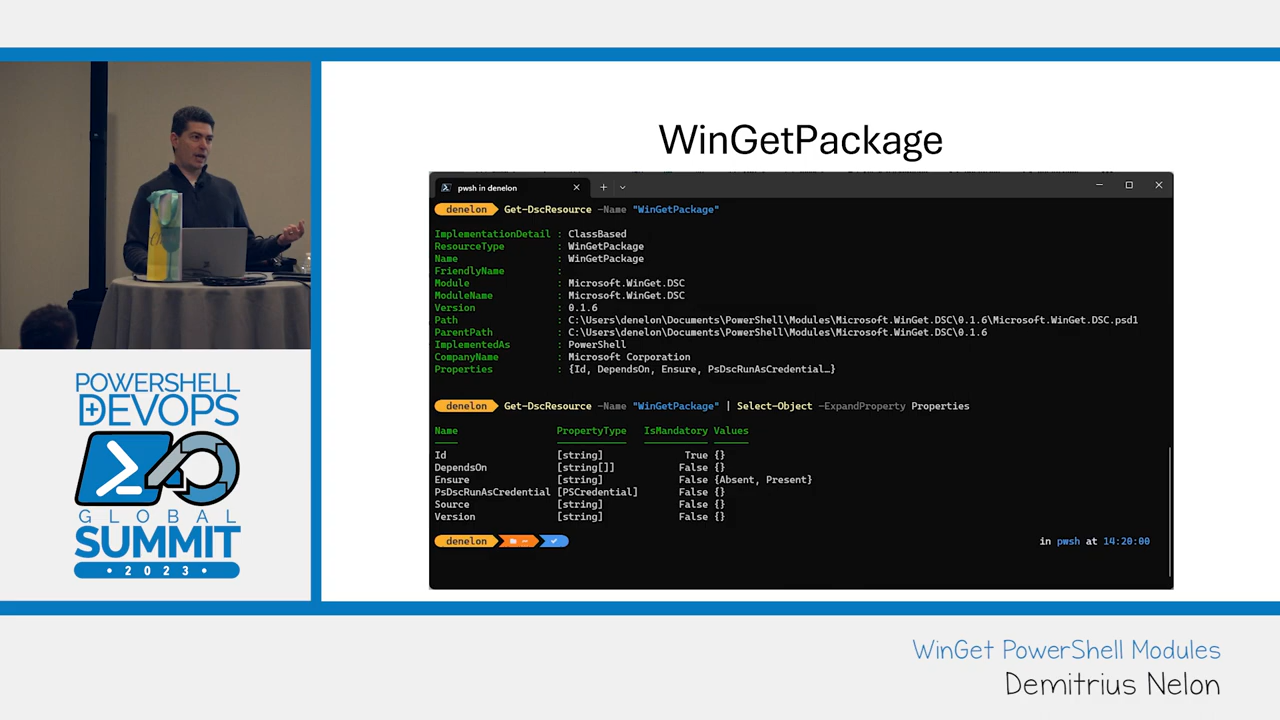 WinGetPackage
pwsh in denelon
denelon Get-DscResource -Name "WinGetPackage"
ImplementationDetail : ClassBased
ResourceType : WinGetPackage
Name : WinGetPackage
FriendlyName :
Module : Microsoft.WinGet.DSC
ModuleName : Microsoft.WinGet.DSC
Version : 0.1.6
Path : C:\Users\denelon\Documents\PowerShell\Modules\Microsoft.WinGet.DSC\0.1.6\Microsoft.WinGet.DSC.psd1
ParentPath : C:\Users\denelon\Documents\PowerShell\Modules\Microsoft.WinGet.DSC\0.1.6
ImplementedAs : PowerShell
CompanyName : Microsoft Corporation
Properties : {Id, DependsOn, Ensure, PsDscRunAsCredential…}
denelon Get-DscResource -Name "WinGetPackage" | Select-Object -ExpandProperty Properties
Name PropertyType IsMandatory Values
Id [string] True {}
DependsOn [string[]] False {}
Ensure [string] False {Absent, Present}
PsDscRunAsCredential [PSCredential] False {}
Source [string] False {}
Version [string] False {}
denelon
in pwsh at 14:20:00
POWERSHELL
+DEVOPS
GLOBAL
SUMMIT
• 2023 •
WinGet PowerShell Modules
Demitrius Nelon